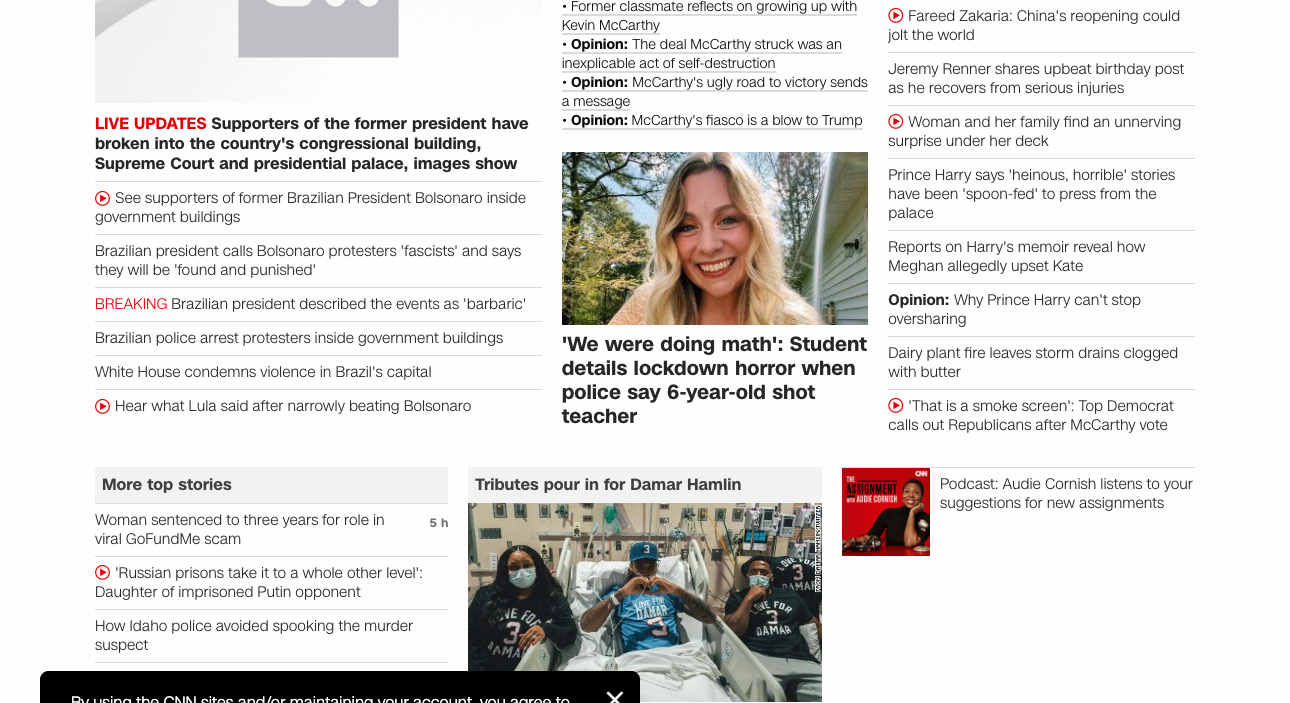 LIVE UPDATES Supporters of the former president have
broken into the country's congressional building,
Supreme Court and presidential palace, images show
See supporters of former Brazilian President Bolsonaro inside
government buildings
Brazilian president calls Bolsonaro protesters 'fascists' and says
they will be 'found and punished'
BREAKING Brazilian president described the events as 'barbaric'
Brazilian police arrest protesters inside government buildings
White House condemns violence in Brazil's capital
Hear what Lula said after narrowly beating Bolsonaro
• Former classmate reflects on growing up with
Kevin McCarthy
• Opinion: The deal McCarthy struck was an
inexplicable act of self-destruction
• Opinion: McCarthy's ugly road to victory sends
a message
• Opinion: McCarthy's fiasco is a blow to Trump
'We were doing math': Student
details lockdown horror when
police say 6-year-old shot
teacher
Fareed Zakaria: China's reopening could
jolt the world
Jeremy Renner shares upbeat birthday post
as he recovers from serious injuries
Woman and her family find an unnerving
surprise under her deck
Prince Harry says 'heinous, horrible' stories
have been 'spoon-fed' to press from the
palace
Reports on Harry's memoir reveal how
Meghan allegedly upset Kate
Opinion: Why Prince Harry can't stop
oversharing
Dairy plant fire leaves storm drains clogged
with butter
'That is a smoke screen': Top Democrat
calls out Republicans after McCarthy vote
More top stories
Woman sentenced to three years for role in
viral GoFundMe scam
5 h
'Russian prisons take it to a whole other level':
Daughter of imprisoned Putin opponent
How Idaho police avoided spooking the murder
suspect
Tributes pour in for Damar Hamlin
3
LOVE FOR
3
DAMAR
LOVE FOR
DAMAR
3
LOVE FOR
3
DAMAR
3
CNN
THE
ASSIGNMENT
WITH AUDIE CORNISH
Podcast: Audie Cornish listens to your
suggestions for new assignments
By using the CNN sites and/or maintaining your account, you agree to